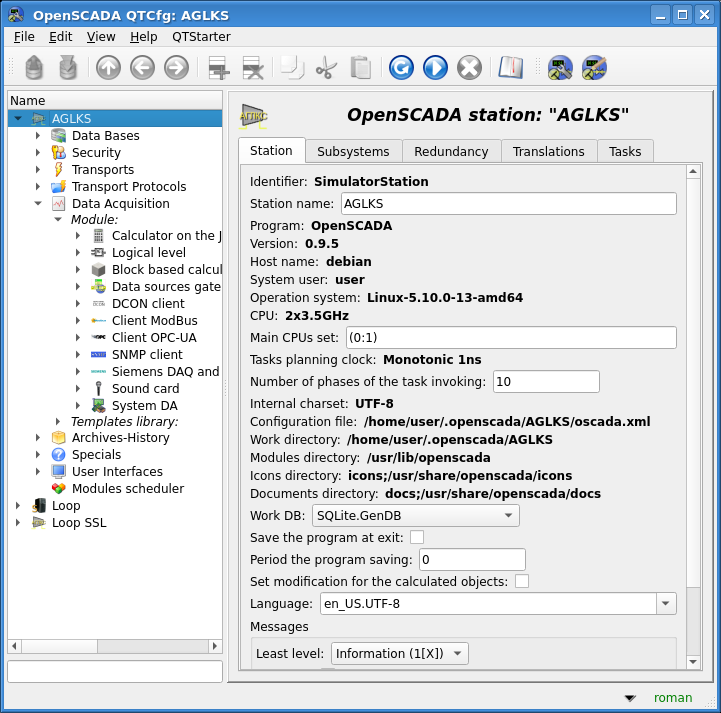 OpenSCADA QTCfg: AGLKS
File Edit View Help QTStarter
Name
AGLKS
Data Bases
Security
Transports
Transport Protocols
Data Acquisition
Module:
Calculator on the J
Logical level
Block based calcul
Data sources gate
DCON client
Client ModBus
Client OPC-UA
SNMP client
Siemens DAQ and
Sound card
System DA
Templates library:
Archives-History
Specials
User Interfaces
Modules scheduler
Loop
Loop SSL
АГЛКС
OpenSCADA station: "AGLKS"
Station Subsystems Redundancy Translations Tasks
Identifier: SimulatorStation
Station name: AGLKS
Program: OpenSCADA
Version: 0.9.5
Host name: debian
System user: user
Operation system: Linux-5.10.0-13-amd64
CPU: 2x3.5GHz
Main CPUs set: (0:1)
Tasks planning clock: Monotonic 1ns
Number of phases of the task invoking: 10
Internal charset: UTF-8
Configuration file: /home/user/.openscada/AGLKS/oscada.xml
Work directory: /home/user/.openscada/AGLKS
Modules directory: /usr/lib/openscada
Icons directory: icons;/usr/share/openscada/icons
Documents directory: docs;/usr/share/openscada/docs
Work DB: SQLite.GenDB
Save the program at exit:
Period the program saving: 0
Set modification for the calculated objects:
Language: en_US.UTF-8
Messages
Least level: Information (1[X])
roman